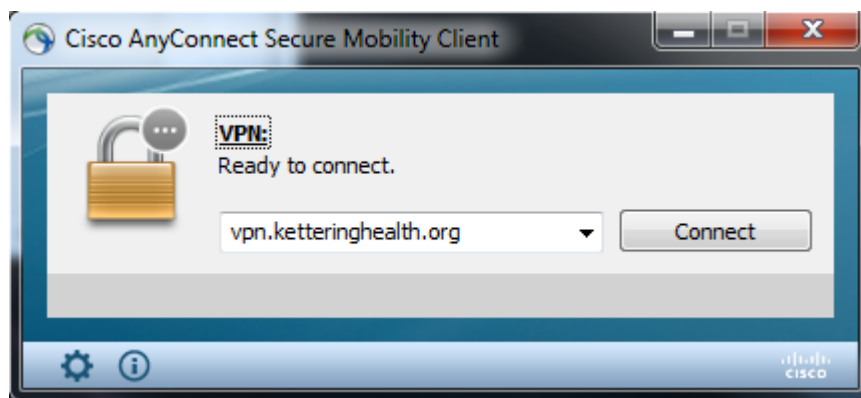 Cisco AnyConnect Secure Mobility Client
VPN:
Ready to connect.
vpn.ketteringhealth.org
Connect
CISCO